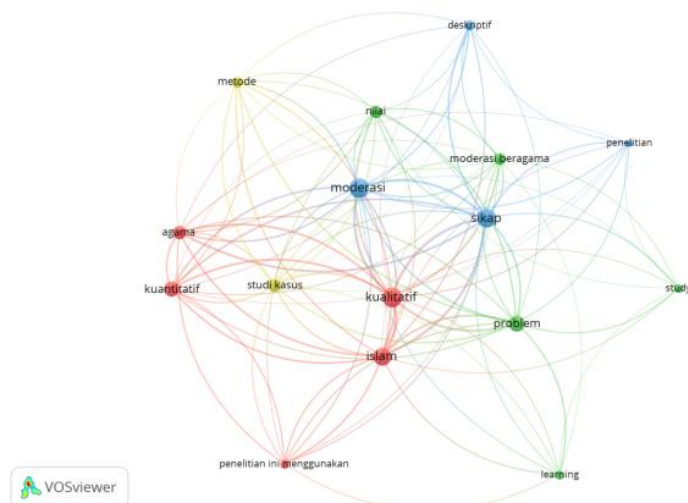 deskriptif
metode
nilai
penelitian
moderasi beragama
moderasi
sikap
agama
studi kasus
kuantitatif
kualitatif
study
problem
islam
penelitian ini menggunakan
learning
VOSviewer